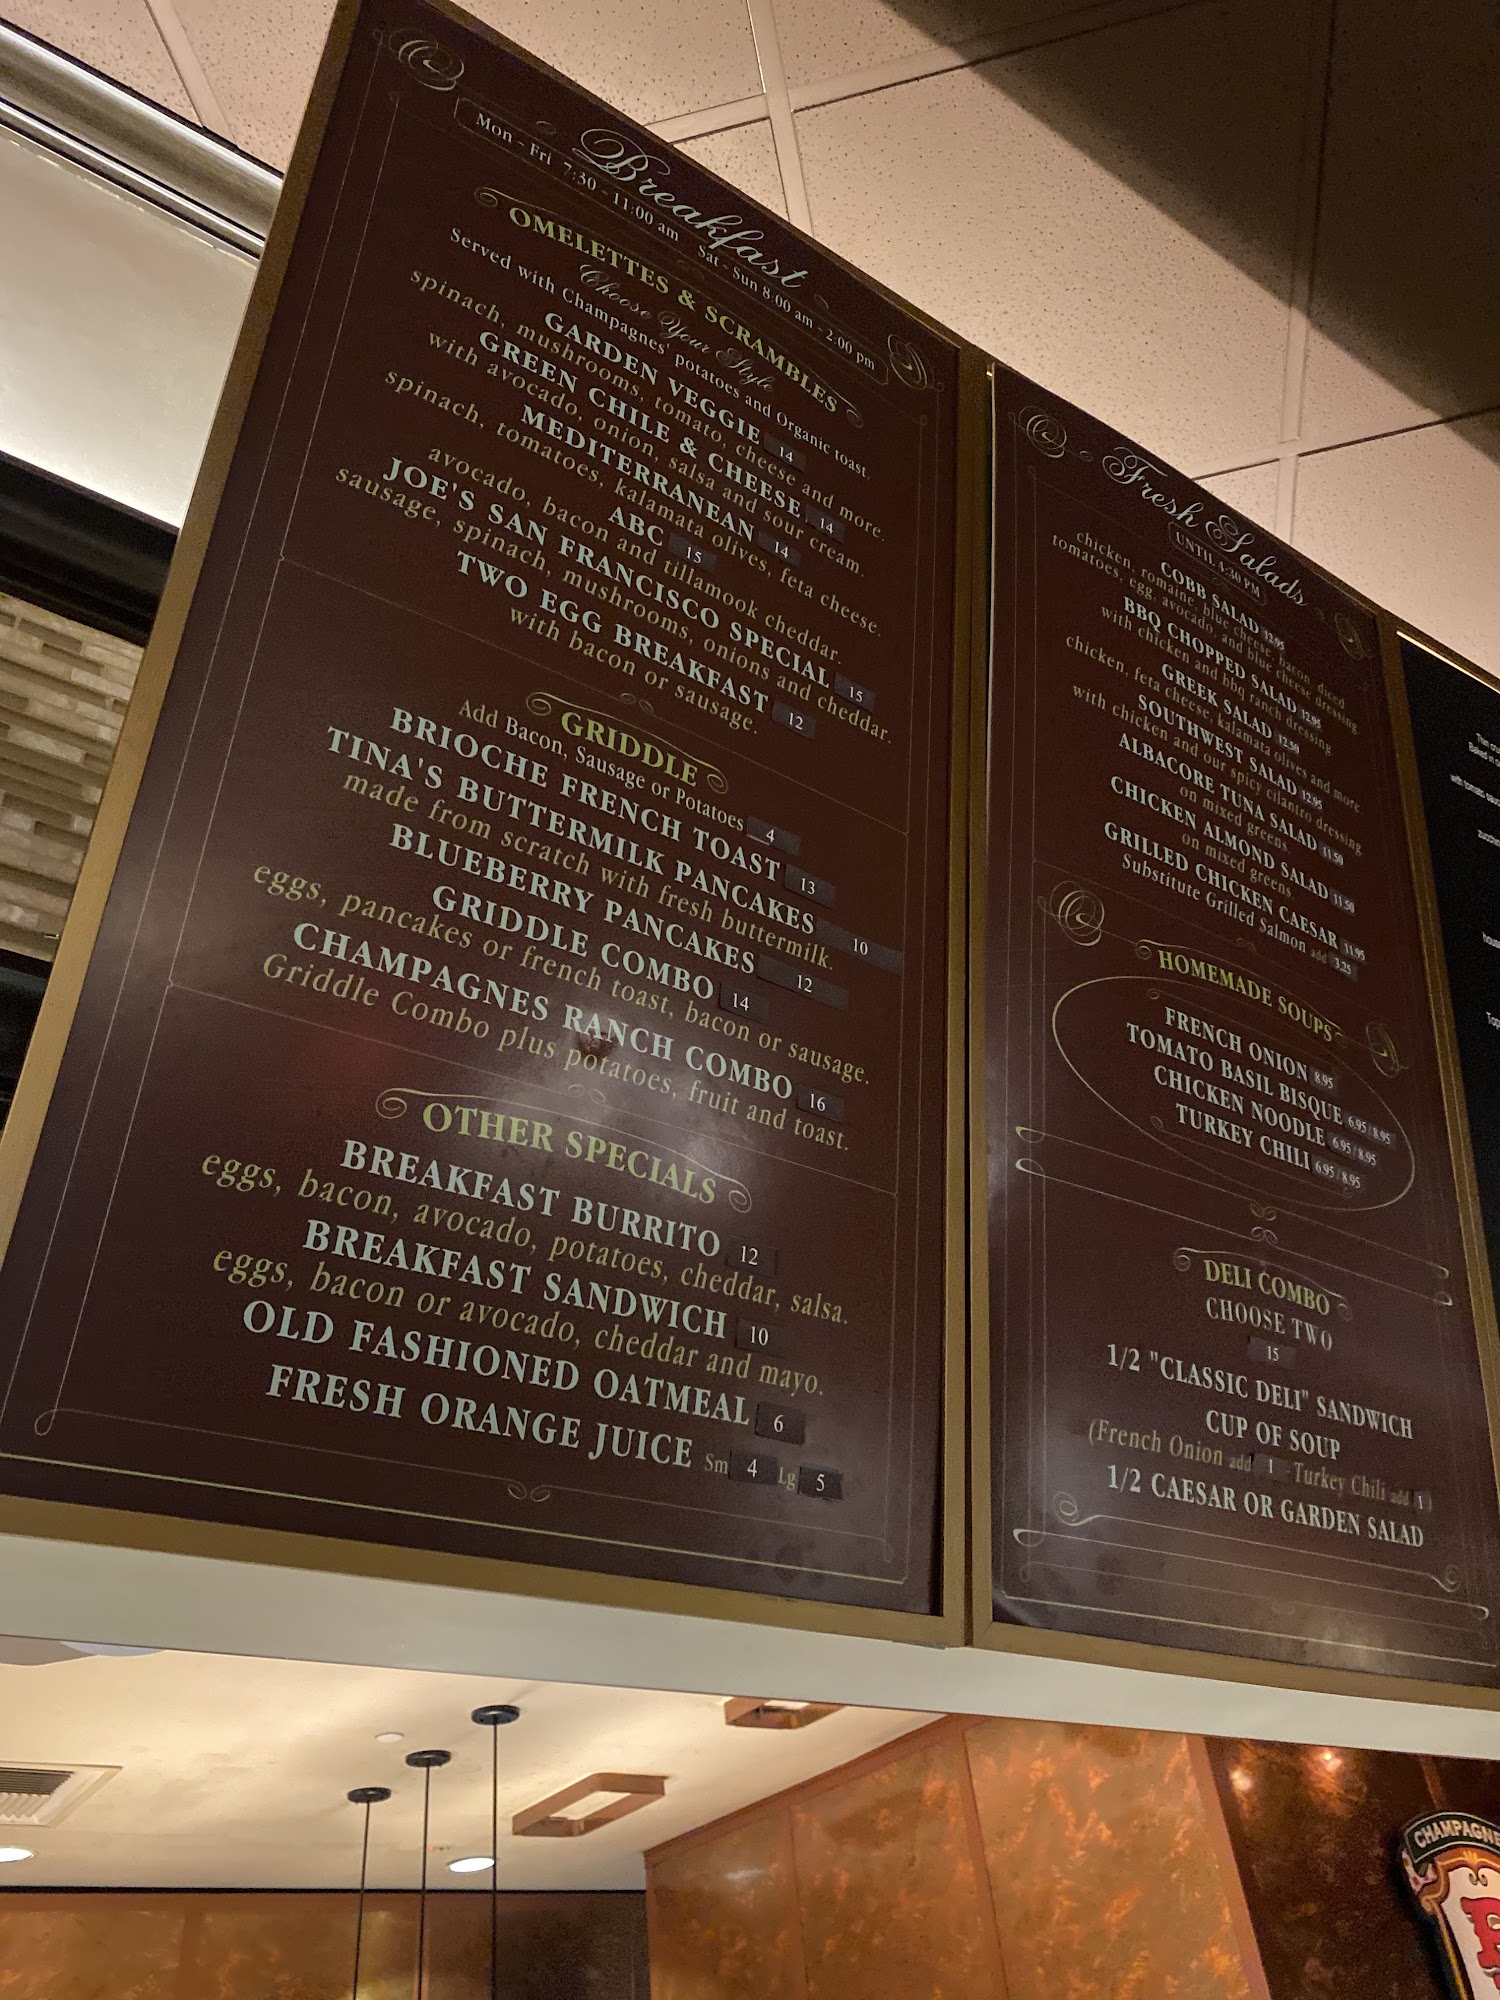 Breakfast
Mon - Fri 7:30 - 11:00 am Sat - Sun 8:00 am - 2:00 pm
OMELETTES & SCRAMBLES
Choose Your Style
Served with Champagnes' potatoes and Organic toast.
GARDEN VEGGIE 14
spinach, mushrooms, tomato, cheese and more.
GREEN CHILE & CHEESE 14
with avocado, onion, salsa and sour cream.
MEDITERRANEAN 14
spinach, tomatoes, kalamata olives, feta cheese.
ABC 15
avocado, bacon and tillamook cheddar.
JOE'S SAN FRANCISCO SPECIAL 15
sausage, spinach, mushrooms, onions and cheddar.
TWO EGG BREAKFAST 12
with bacon or sausage.
GRIDDLE
Add Bacon, Sausage or Potatoes 4
BRIOCHE FRENCH TOAST 13
TINA'S BUTTERMILK PANCAKES 10
made from scratch with fresh buttermilk.
BLUEBERRY PANCAKES 12
GRIDDLE COMBO 14
eggs, pancakes or french toast, bacon or sausage.
CHAMPAGNES RANCH COMBO 16
Griddle Combo plus potatoes, fruit and toast.
OTHER SPECIALS
BREAKFAST BURRITO 12
eggs, bacon, avocado, potatoes, cheddar, salsa.
BREAKFAST SANDWICH 10
eggs, bacon or avocado, cheddar and mayo.
OLD FASHIONED OATMEAL 6
FRESH ORANGE JUICE Sm 4 Lg 5
Fresh Salads
UNTIL 4:30 PM
COBB SALAD 12.95
chicken, romaine, blue cheese, bacon, diced
tomatoes, egg, avocado, and blue cheese dressing
BBQ CHOPPED SALAD 12.95
with chicken and bbq ranch dressing.
GREEK SALAD 12.50
chicken, feta cheese, kalamata olives and more
SOUTHWEST SALAD 12.95
with chicken and our spicy cilantro dressing
ALBACORE TUNA SALAD 11.50
on mixed greens
CHICKEN ALMOND SALAD 11.50
on mixed greens.
GRILLED CHICKEN CAESAR 11.95
Substitute Grilled Salmon add 3.25
HOMEMADE SOUPS
FRENCH ONION 8.95
TOMATO BASIL BISQUE 6.95 / 8.95
CHICKEN NOODLE 6.95 / 8.95
TURKEY CHILI 6.95 / 8.95
DELI COMBO
CHOOSE TWO
15
1/2 "CLASSIC DELI" SANDWICH
CUP OF SOUP
(French Onion add 1 Turkey Chili add 1)
1/2 CAESAR OR GARDEN SALAD
Thin
Baked in
with tomato
CHAMPAGNE